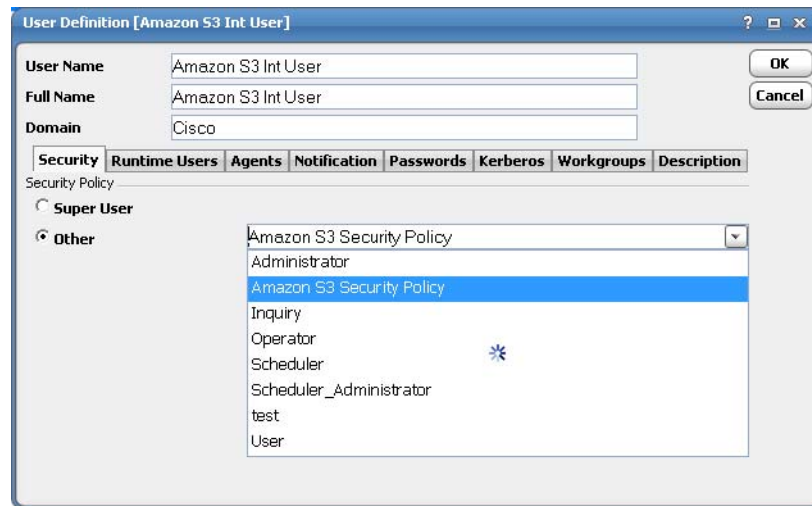 User Definition [Amazon S3 Int User] ?
User Name Amazon S3 Int User OK
Full Name Amazon S3 Int User Cancel
Domain Cisco
Security Runtime Users Agents Notification Passwords Kerberos Workgroups Description
Security Policy
Super User
Other Amazon S3 Security Policy
Administrator
Amazon S3 Security Policy
Inquiry
Operator
Scheduler
Scheduler_Administrator
test
User